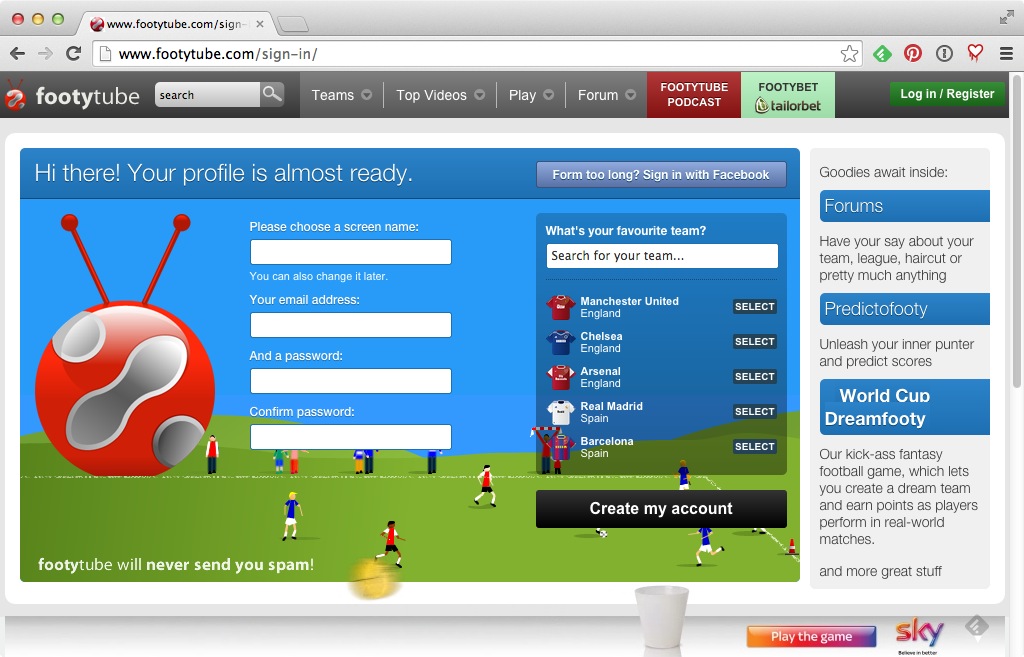 www.footytube.com/sign-
www.footytube.com/sign-in/
footytube
search
Teams
Top Videos
Play
Forum
FOOTYTUBE
PODCAST
FOOTYBET
tailorbet
Log in / Register
Hi there! Your profile is almost ready.
Form too long? Sign in with Facebook
Please choose a screen name:
You can also change it later.
Your email address:
And a password:
Confirm password:
What's your favourite team?
Search for your team...
Manchester United
England
SELECT
Chelsea
England
SELECT
Arsenal
England
SELECT
Real Madrid
Spain
SELECT
Barcelona
Spain
SELECT
Create my account
footytube will never send you spam!
Goodies await inside:
Forums
Have your say about your
team, league, haircut or
pretty much anything
Predictofooty
Unleash your inner punter
and predict scores
World Cup
Dreamfooty
Our kick-ass fantasy
football game, which lets
you create a dream team
and earn points as players
perform in real-world
matches.
and more great stuff
Play the game
sky
Believe in better